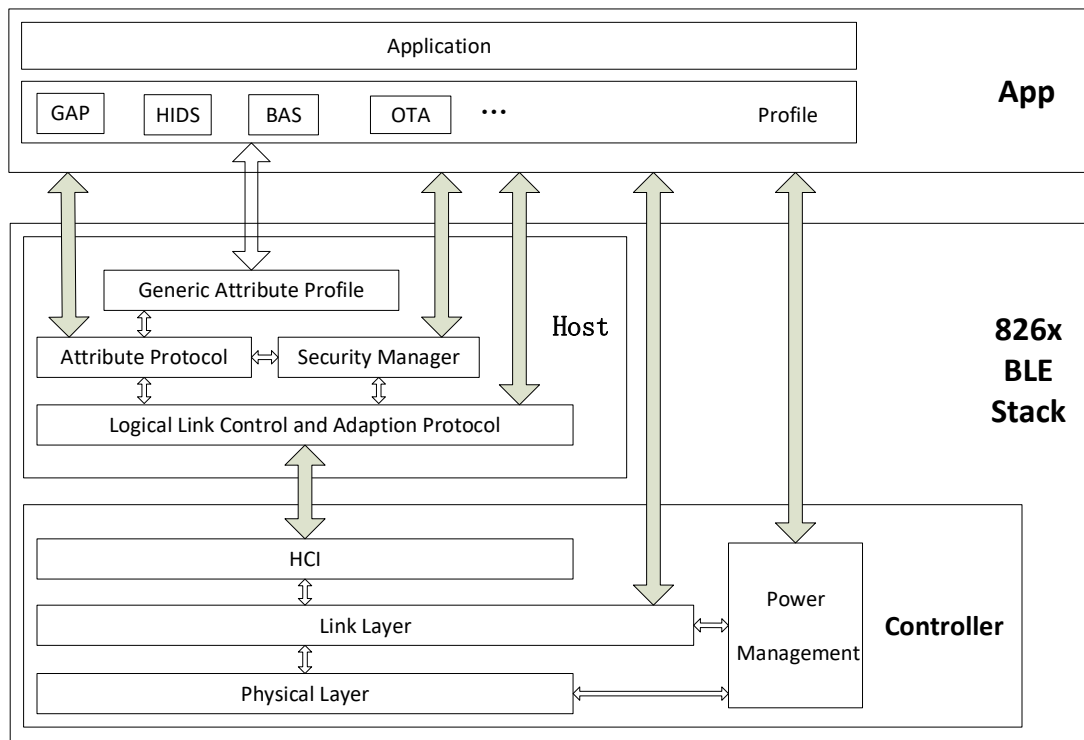 Application
App
GAP
HIDS
BAS
OTA
...
Profile
Generic Attribute Profile
Host
Attribute Protocol
Security Manager
826x
BLE
Stack
Logical Link Control and Adaption Protocol
HCI
Power
Management
Link Layer
Controller
Physical Layer